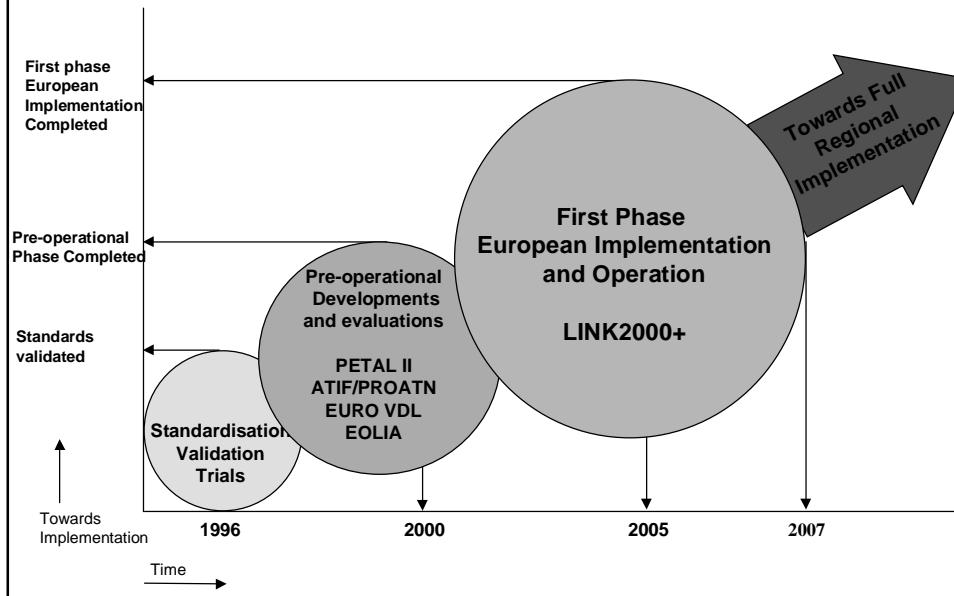 First phase
European
Implementation
Completed
Pre-operational
Phase Completed
Standards
validated
Towards
Implementation
Time
1996
2000
2005
2007
Standardisation
Validation
Trials
Pre-operational
Developments
and evaluations
PETAL II
ATIF/PROATN
EURO VDL
EOLIA
First Phase
European Implementation
and Operation
LINK2000+
Towards Full
Regional
Implementation